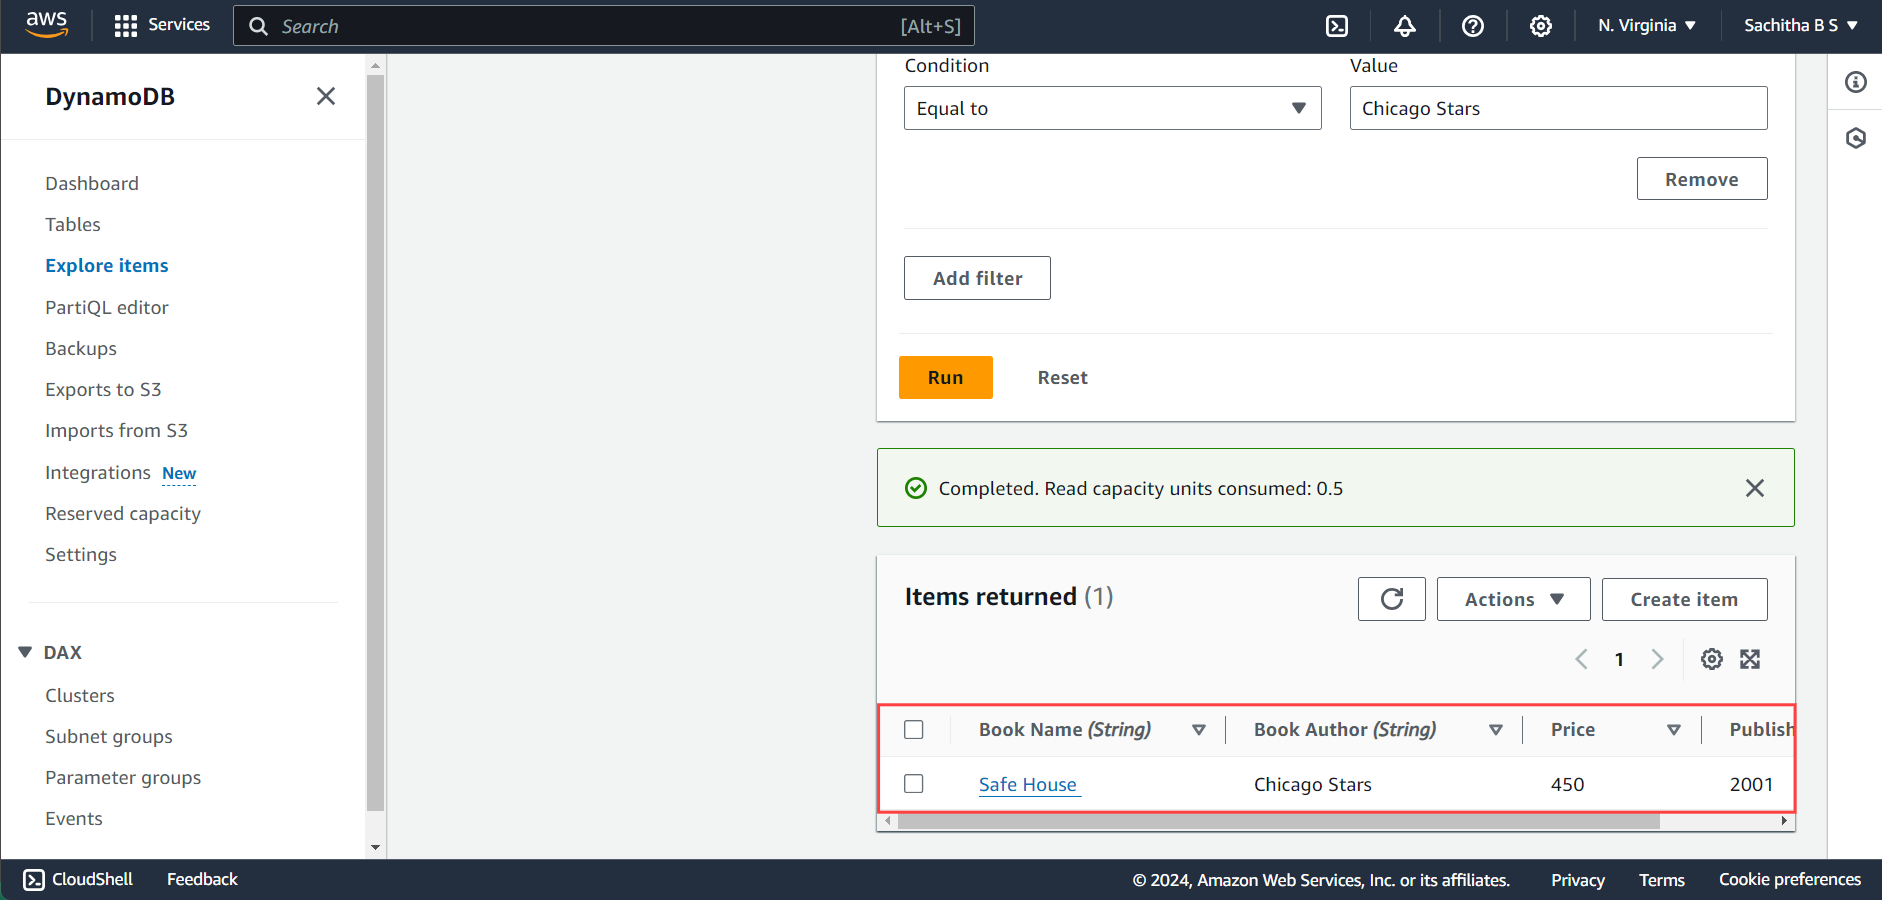 aws Services Search [Alt+S] N. Virginia Sachitha B S
DynamoDB
Dashboard
Tables
Explore items
PartiQL editor
Backups
Exports to S3
Imports from S3
Integrations New
Reserved capacity
Settings
DAX
Clusters
Subnet groups
Parameter groups
Events
Condition Value
Equal to Chicago Stars
Remove
Add filter
Run Reset
Completed. Read capacity units consumed: 0.5
Items returned (1) Actions Create item
1
Book Name (String) Book Author (String) Price Publish
Safe House Chicago Stars 450 2001
CloudShell Feedback © 2024, Amazon Web Services, Inc. or its affiliates. Privacy Terms Cookie preferences